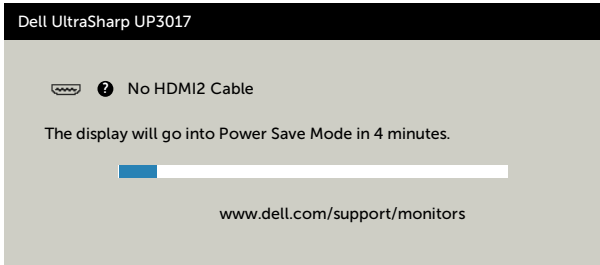 Dell UltraSharp UP3017
? No HDMI2 Cable
The display will go into Power Save Mode in 4 minutes.
www.dell.com/support/monitors